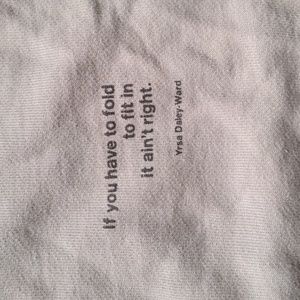 If you have to fold
to fit in
it ain't right.
Yrsa Daley-Ward